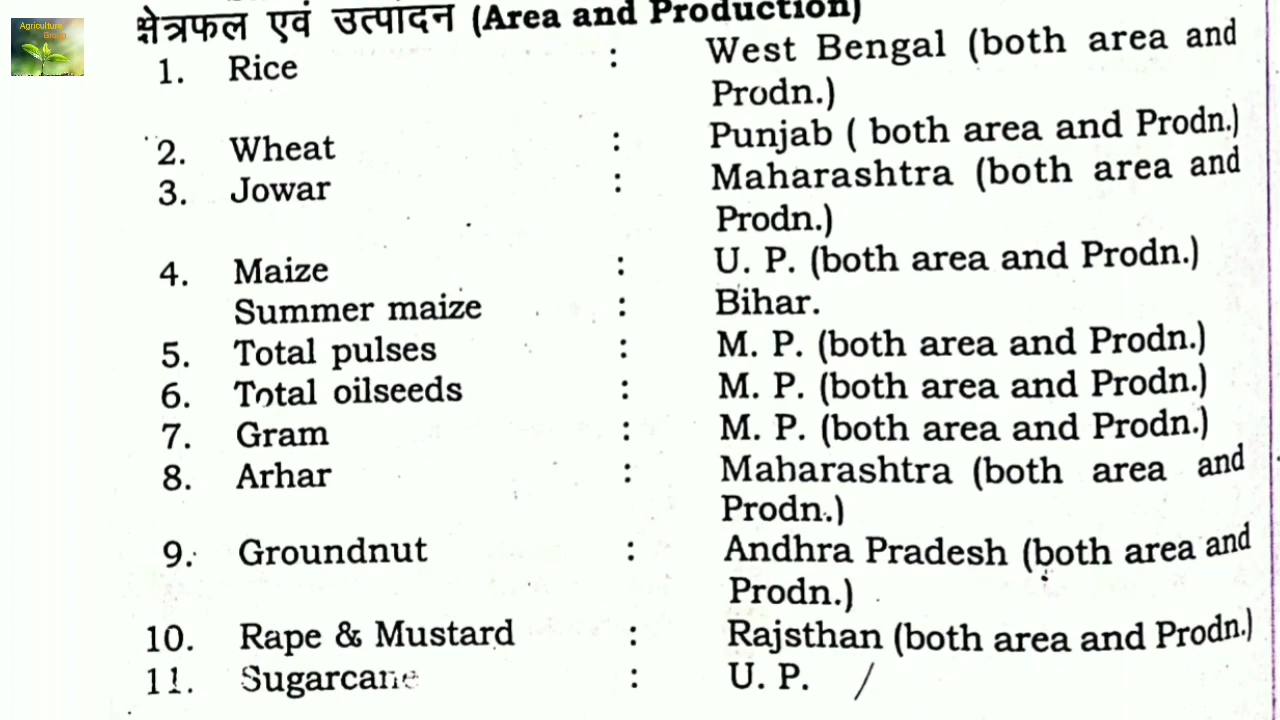 Agriculture
Bharti
क्षेत्रफल एवं उत्पादन (Area and Production)
1. Rice : West Bengal (both area and
Prodn.)
2. Wheat : Punjab ( both area and Prodn.)
3. Jowar : Maharashtra (both area and
Prodn.)
4. Maize : U. P. (both area and Prodn.)
Summer maize : Bihar.
5. Total pulses : M. P. (both area and Prodn.)
6. Total oilseeds : M. P. (both area and Prodn.)
7. Gram : M. P. (both area and Prodn.)
8. Arhar : Maharashtra (both area and
Prodn.)
9. Groundnut : Andhra Pradesh (both area and
Prodn.)
10. Rape & Mustard : Rajsthan (both area and Prodn.)
11. Sugarcane : U. P. /